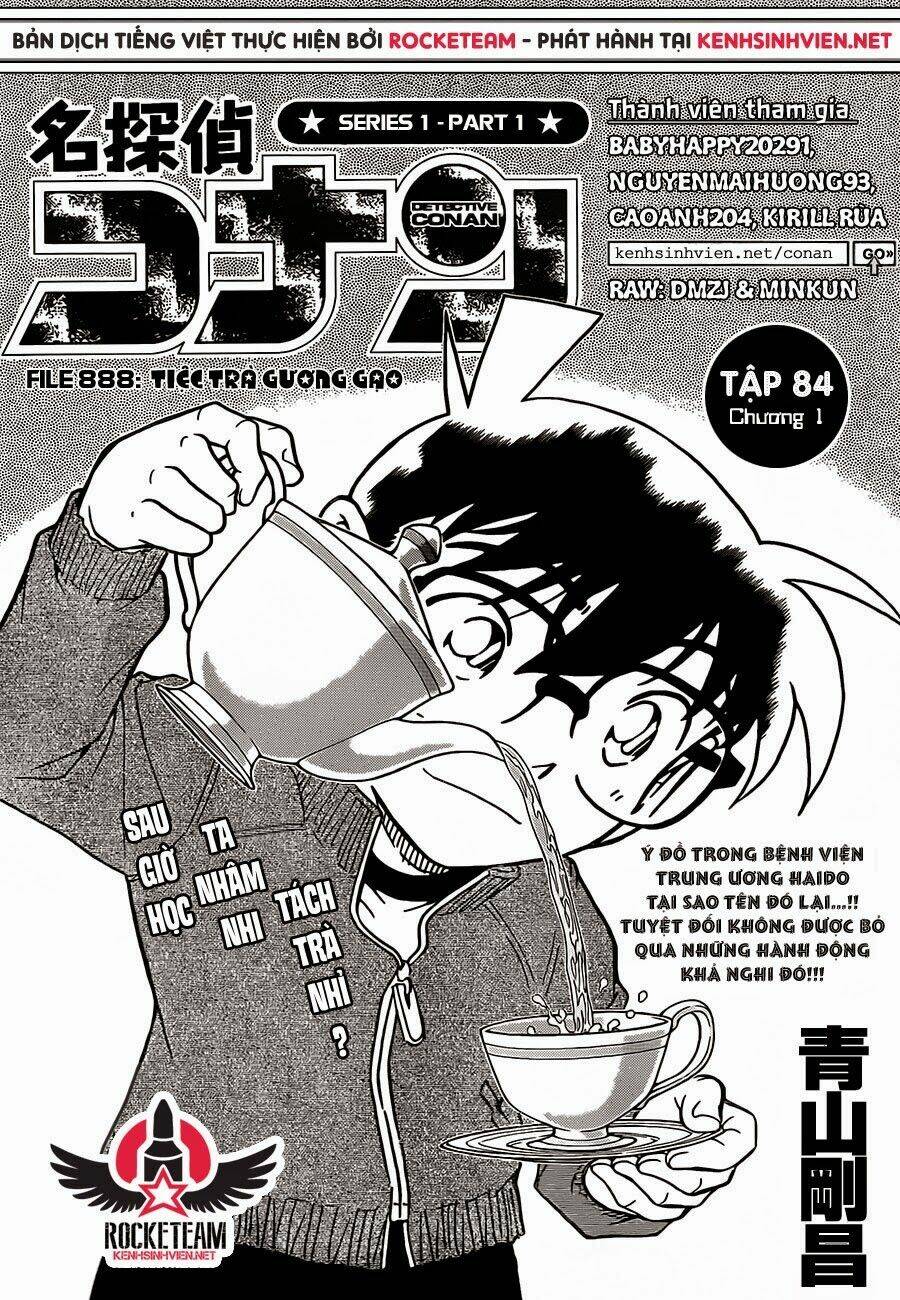 BẢN DỊCH TIẾNG VIỆT THỰC HIỆN BỞI ROCKETEAM - PHÁT HÀNH TẠI KENHSINHVIEN.NET
名探偵
コナン
DETECTIVE
CONAN
★ SERIES 1 - PART 1 ★
Thành viên tham gia
BABYHAPPY20291,
NGUYENMAIHUONG93,
CAOANH204, KIRILL RÙA
kenhsinhvien.net/conan GO»
RAW: DMZJ & MINKUN
FILE 888: TIỆC TRÀ GƯỢNG GẠO
TẬP 84
Chương 1
SAU
GIỜ
HỌC
TA
NHÂM
NHI
TÁCH
TRÀ
NHỈ
?
Ý ĐỒ TRONG BỆNH VIỆN
TRUNG ƯƠNG HAIDO
TẠI SAO TÊN ĐÓ LẠI...!!
TUYỆT ĐỐI KHÔNG ĐƯỢC BỎ
QUA NHỮNG HÀNH ĐỘNG
KHẢ NGHI ĐÓ!!!
青山剛昌
ROCKETEAM
KENHSINHVIEN.NET